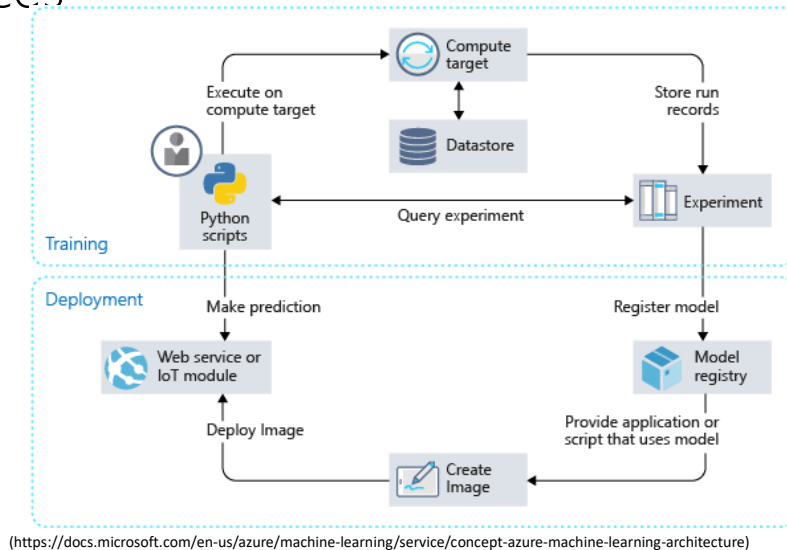 Compute
target
Execute on
compute target
Store run
records
Datastore
Python
scripts
Query experiment
Experiment
Training
Deployment
Make prediction
Register model
Web service or
IoT module
Model
registry
Deploy Image
Provide application or
script that uses model
Create
Image
(https://docs.microsoft.com/en-us/azure/machine-learning/service/concept-azure-machine-learning-architecture)